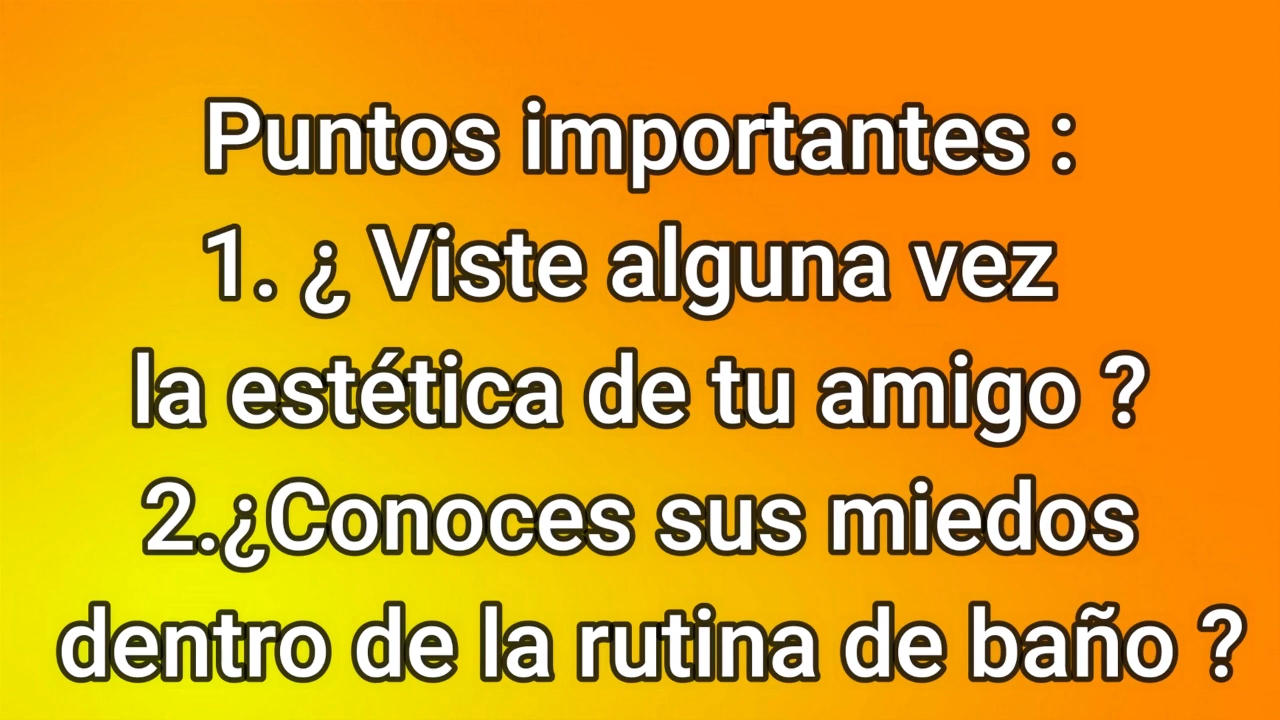 Puntos importantes :
1. ¿ Viste alguna vez
la estética de tu amigo ?
2.¿Conoces sus miedos
dentro de la rutina de baño ?